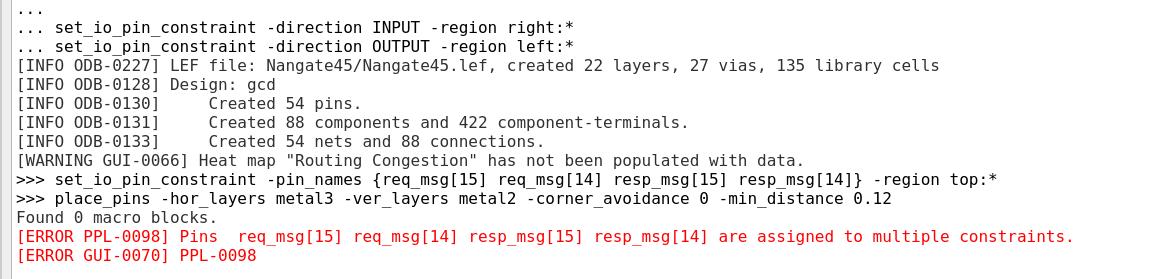 ...
... set_io_pin_constraint -direction INPUT -region right:*
... set_io_pin_constraint -direction OUTPUT -region left:*
[INFO ODB-0227] LEF file: Nangate45/Nangate45.lef, created 22 layers, 27 vias, 135 library cells
[INFO ODB-0128] Design: gcd
[INFO ODB-0130]     Created 54 pins.
[INFO ODB-0131]     Created 88 components and 422 component-terminals.
[INFO ODB-0133]     Created 54 nets and 88 connections.
[WARNING GUI-0066] Heat map "Routing Congestion" has not been populated with data.
>>> set_io_pin_constraint -pin_names {req_msg[15] req_msg[14] resp_msg[15] resp_msg[14]} -region top:*
>>> place_pins -hor_layers metal3 -ver_layers metal2 -corner_avoidance 0 -min_distance 0.12
Found 0 macro blocks.
[ERROR PPL-0098] Pins  req_msg[15] req_msg[14] resp_msg[15] resp_msg[14] are assigned to multiple constraints.
[ERROR GUI-0070] PPL-0098